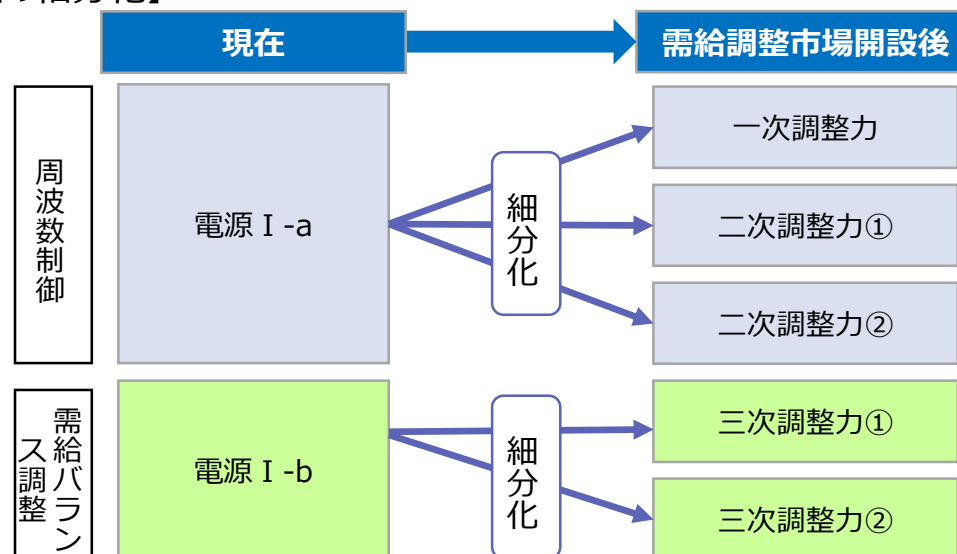 現在
需給調整市場開設後
周波数制御
電源Ⅰ-a
細分化
一次調整力
二次調整力①
二次調整力②
需給バラン
ス調整
電源Ⅰ-b
細分化
三次調整力①
三次調整力②